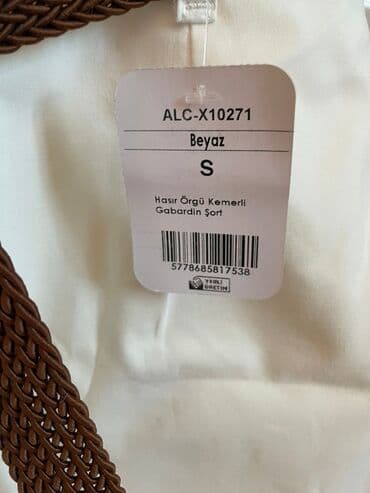 ALC-X10271
Beyaz
S
Hasır Örgü Kemerli
Gabardin Şort
5778685817538
YERLİ
ÜRETİM